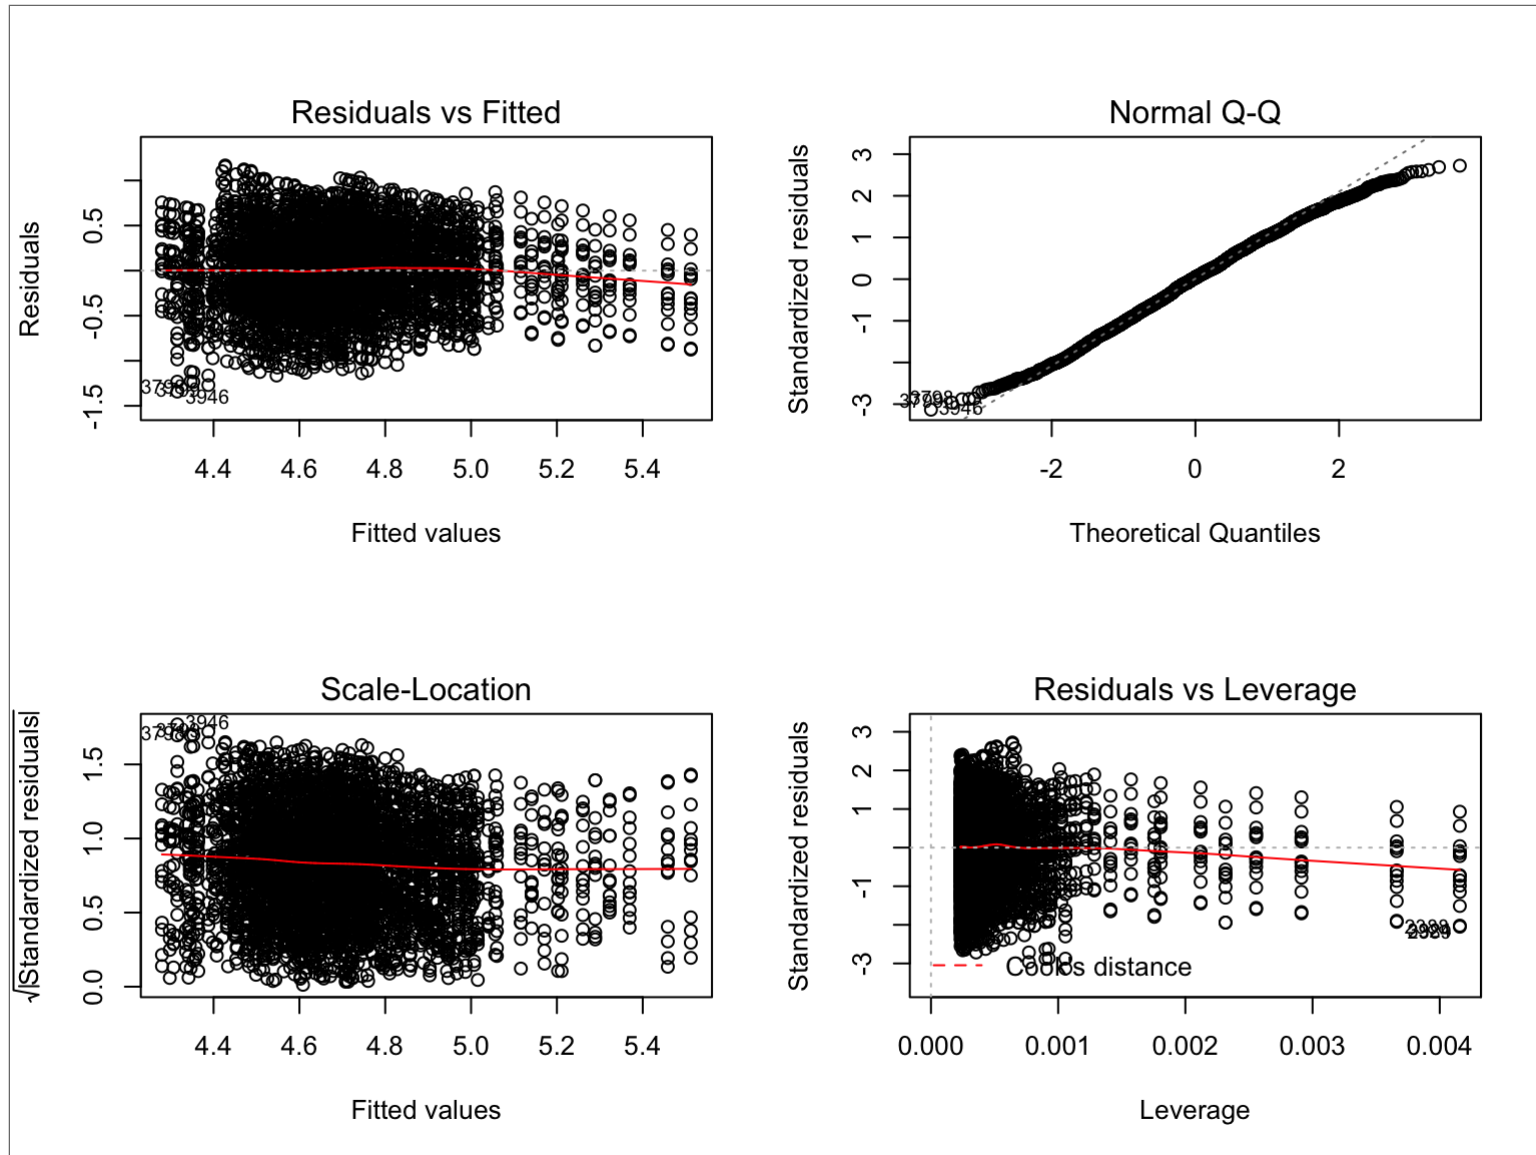 Residuals vs Fitted
Residuals
0.5
-0.5
-1.5
3946
4.4 4.6 4.8 5.0 5.2 5.4
Fitted values
Normal Q-Q
Standardized residuals
3
2
1
0
-1
-3
3798
3946
-2 0 2
Theoretical Quantiles
Scale-Location
√|Standardized residuals|
1.5
1.0
0.5
0.0
3946
4.4 4.6 4.8 5.0 5.2 5.4
Fitted values
Residuals vs Leverage
Standardized residuals
3
2
1
-1
-3
Cook's distance
0.000 0.001 0.002 0.003 0.004
Leverage